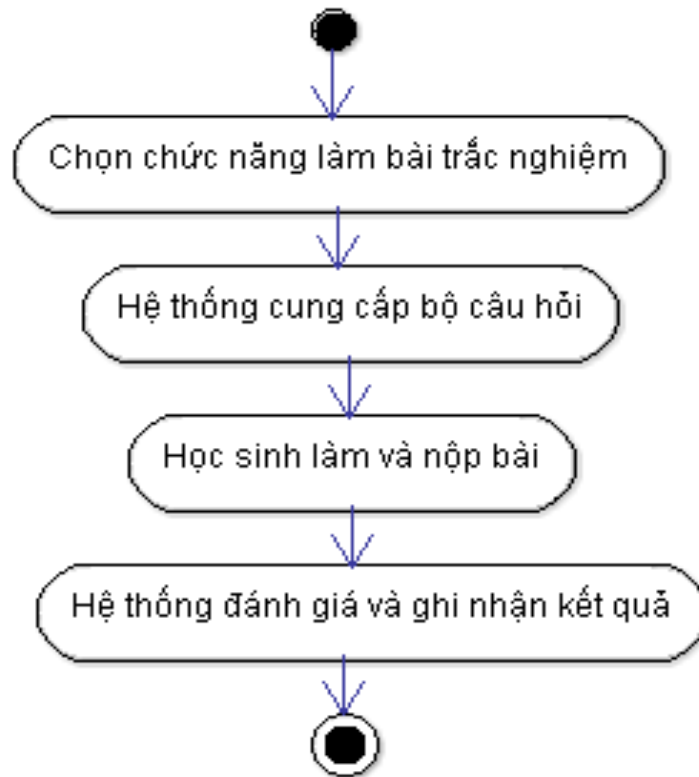 Chọn chức năng làm bài trắc nghiệm
Hệ thống cung cấp bộ câu hỏi
Học sinh làm và nộp bài
Hệ thống đánh giá và ghi nhận kết quả